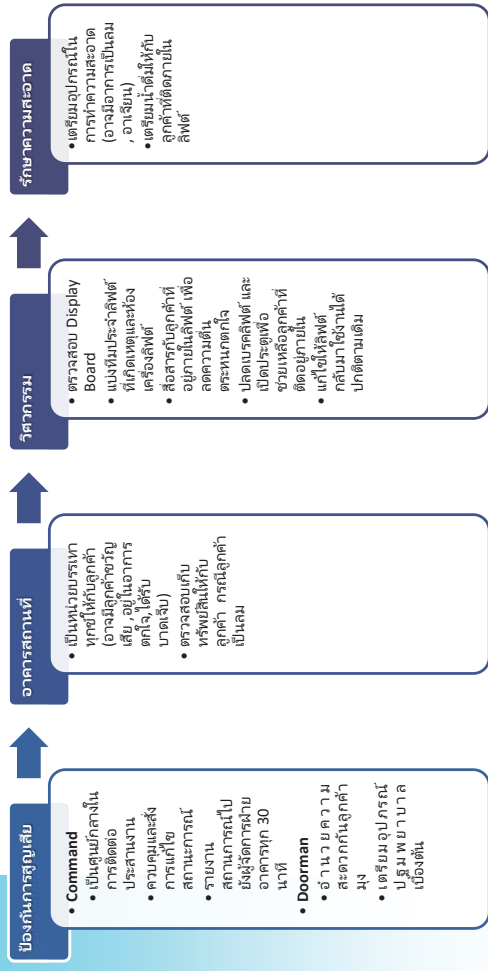 ป้องกันการสูญเสีย
• Command
• เป็นศูนย์กลางใน
การติดต่อ
ประสานงาน
• ควบคุมและสั่ง
การแก้ไข
สถานะการณ์
• รายงาน
สถานการณ์ไป
ยังผู้จัดการฝ่าย
อาคารทุก 30
นาที
• Doorman
• อำนวยความ
สะดวกกันลูกค้า
มุง
• เตรียมอุปกรณ์
ปฐมพยาบาล
เบื้องต้น
อาคารสถานที่
• เป็นหน่วยบรรเทา
ทุกข์ให้กับลูกค้า
(อาจมีลูกค้าขวัญ
เสีย ,อยู่ในอาการ
ตกใจ,ได้รับ
บาดเจ็บ)
• ตรวจสอบเก็บ
ทรัพย์สินให้กับ
ลูกค้า กรณีลูกค้า
เป็นลม
วิศวกรรม
• ตรวจสอบ Display
Board
• แบ่งทีมประจำลิฟต์
ที่เกิดเหตุและห้อง
เครื่องลิฟต์
• สื่อสารกับลูกค้าที่
อยู่ภายในลิฟต์ เพื่อ
ลดความตื่น
ตระหนกตกใจ
• ปลดเบรคลิฟต์ และ
เปิดประตูเพื่อ
ช่วยเหลือลูกค้าที่
ติดอยู่ภายใน
• แก้ไขให้ลิฟต์
กลับมาใช้งานได้
ปกติตามเดิม
รักษาความสะอาด
• เตรียมอุปกรณ์ใน
การทำความสะอาด
(อาจมีอาการเป็นลม
, อาเจียน)
• เตรียมน้ำดื่มให้กับ
ลูกค้าที่ติดภายใน
ลิฟต์